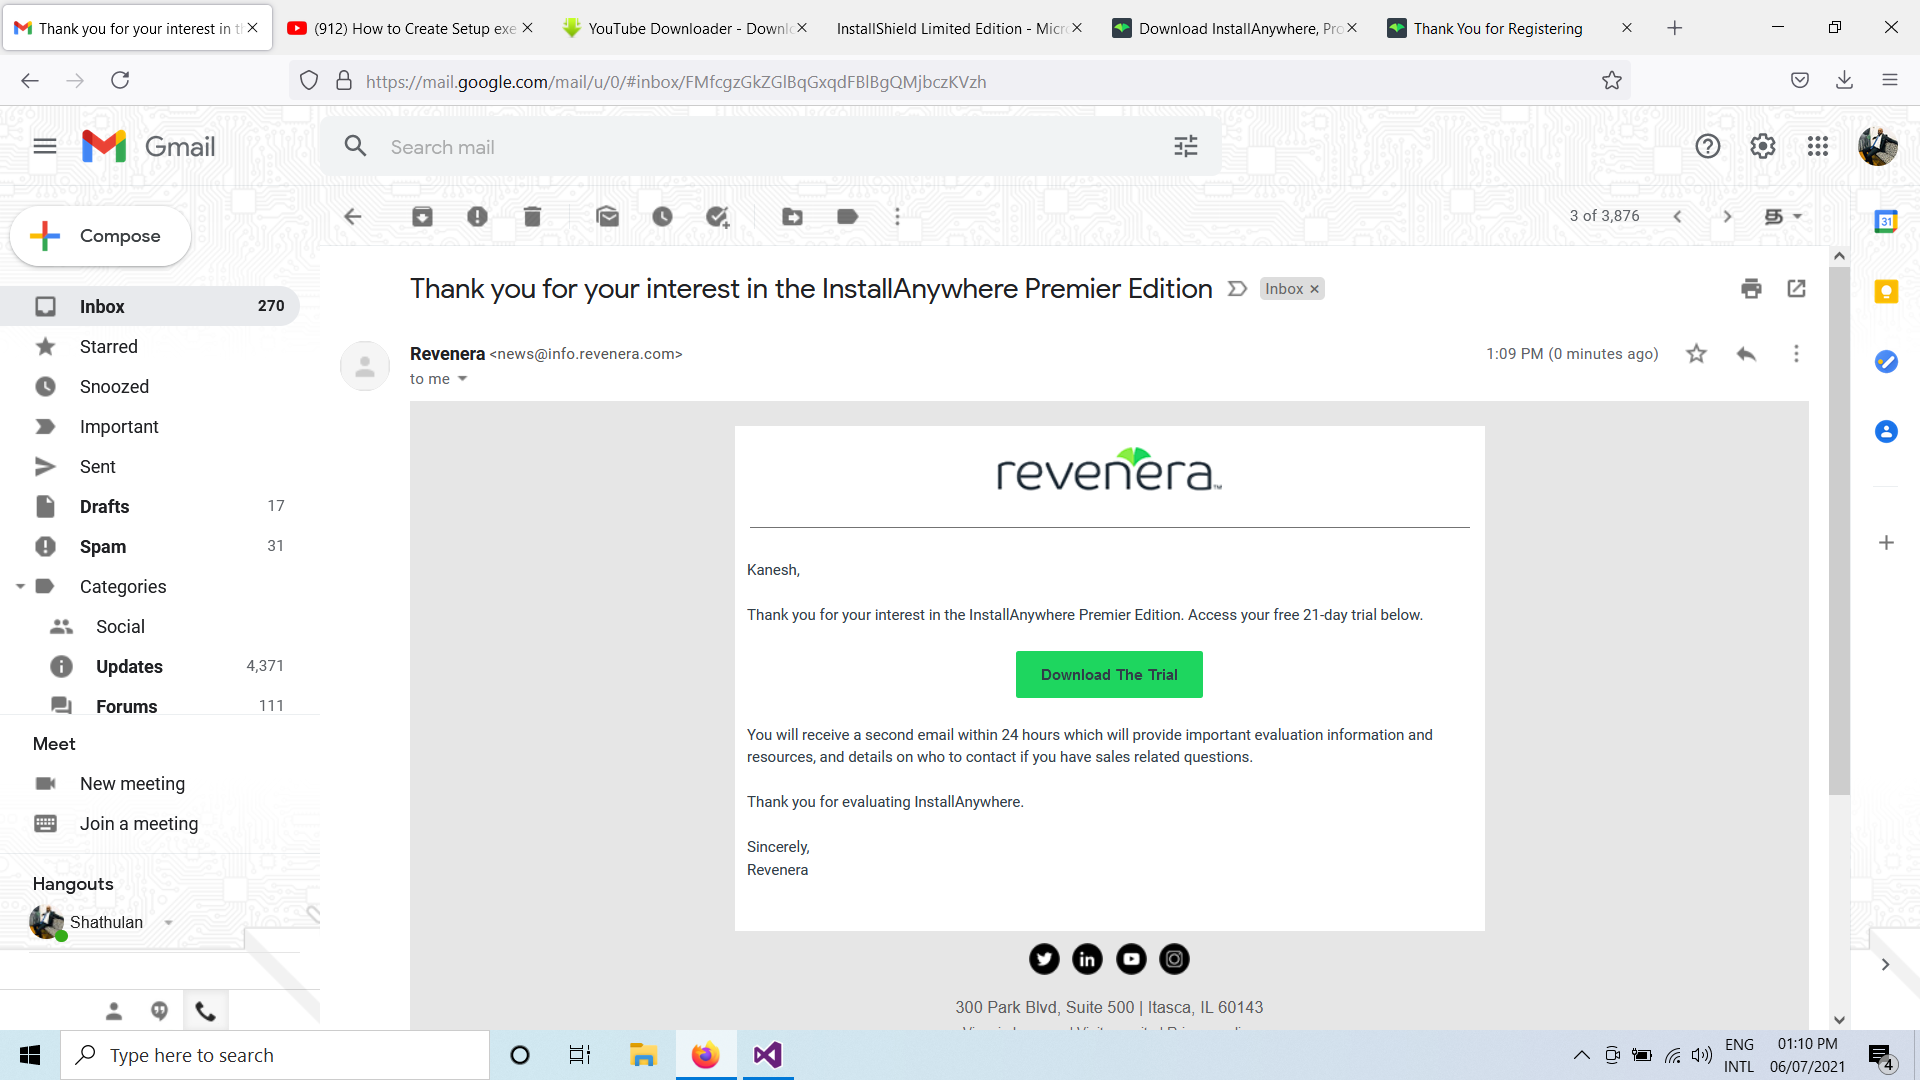 Thank you for your interest in t
(912) How to Create Setup exe
YouTube Downloader - Downl
InstallShield Limited Edition - Micr
Download InstallAnywhere, Pro
Thank You for Registering
https://mail.google.com/mail/u/0/#inbox/FMfcgzGkZGlBqGxqdFBlBgQMjbczKVzh
Gmail
Search mail
Compose
3 of 3,876
31
Inbox 270
Starred
Snoozed
Important
Sent
Drafts 17
Spam 31
Categories
Social
Updates 4,371
Forums 111
Meet
New meeting
Join a meeting
Hangouts
Shathulan
Thank you for your interest in the InstallAnywhere Premier Edition
Inbox ×
Revenera <news@info.revenera.com>
1:09 PM (0 minutes ago)
to me
revenera™
Kanesh,
Thank you for your interest in the InstallAnywhere Premier Edition. Access your free 21-day trial below.
Download The Trial
You will receive a second email within 24 hours which will provide important evaluation information and
resources, and details on who to contact if you have sales related questions.
Thank you for evaluating InstallAnywhere.
Sincerely,
Revenera
in
300 Park Blvd, Suite 500 | Itasca, IL 60143
Type here to search
ENG
INTL
01:10 PM
06/07/2021
4